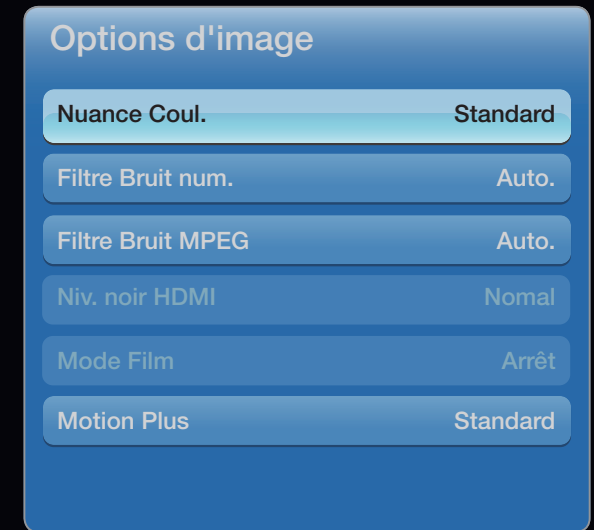 Options d'image
Nuance Coul. Standard
Filtre Bruit num. Auto.
Filtre Bruit MPEG Auto.
Niv. noir HDMI Nomal
Mode Film Arrêt
Motion Plus Standard